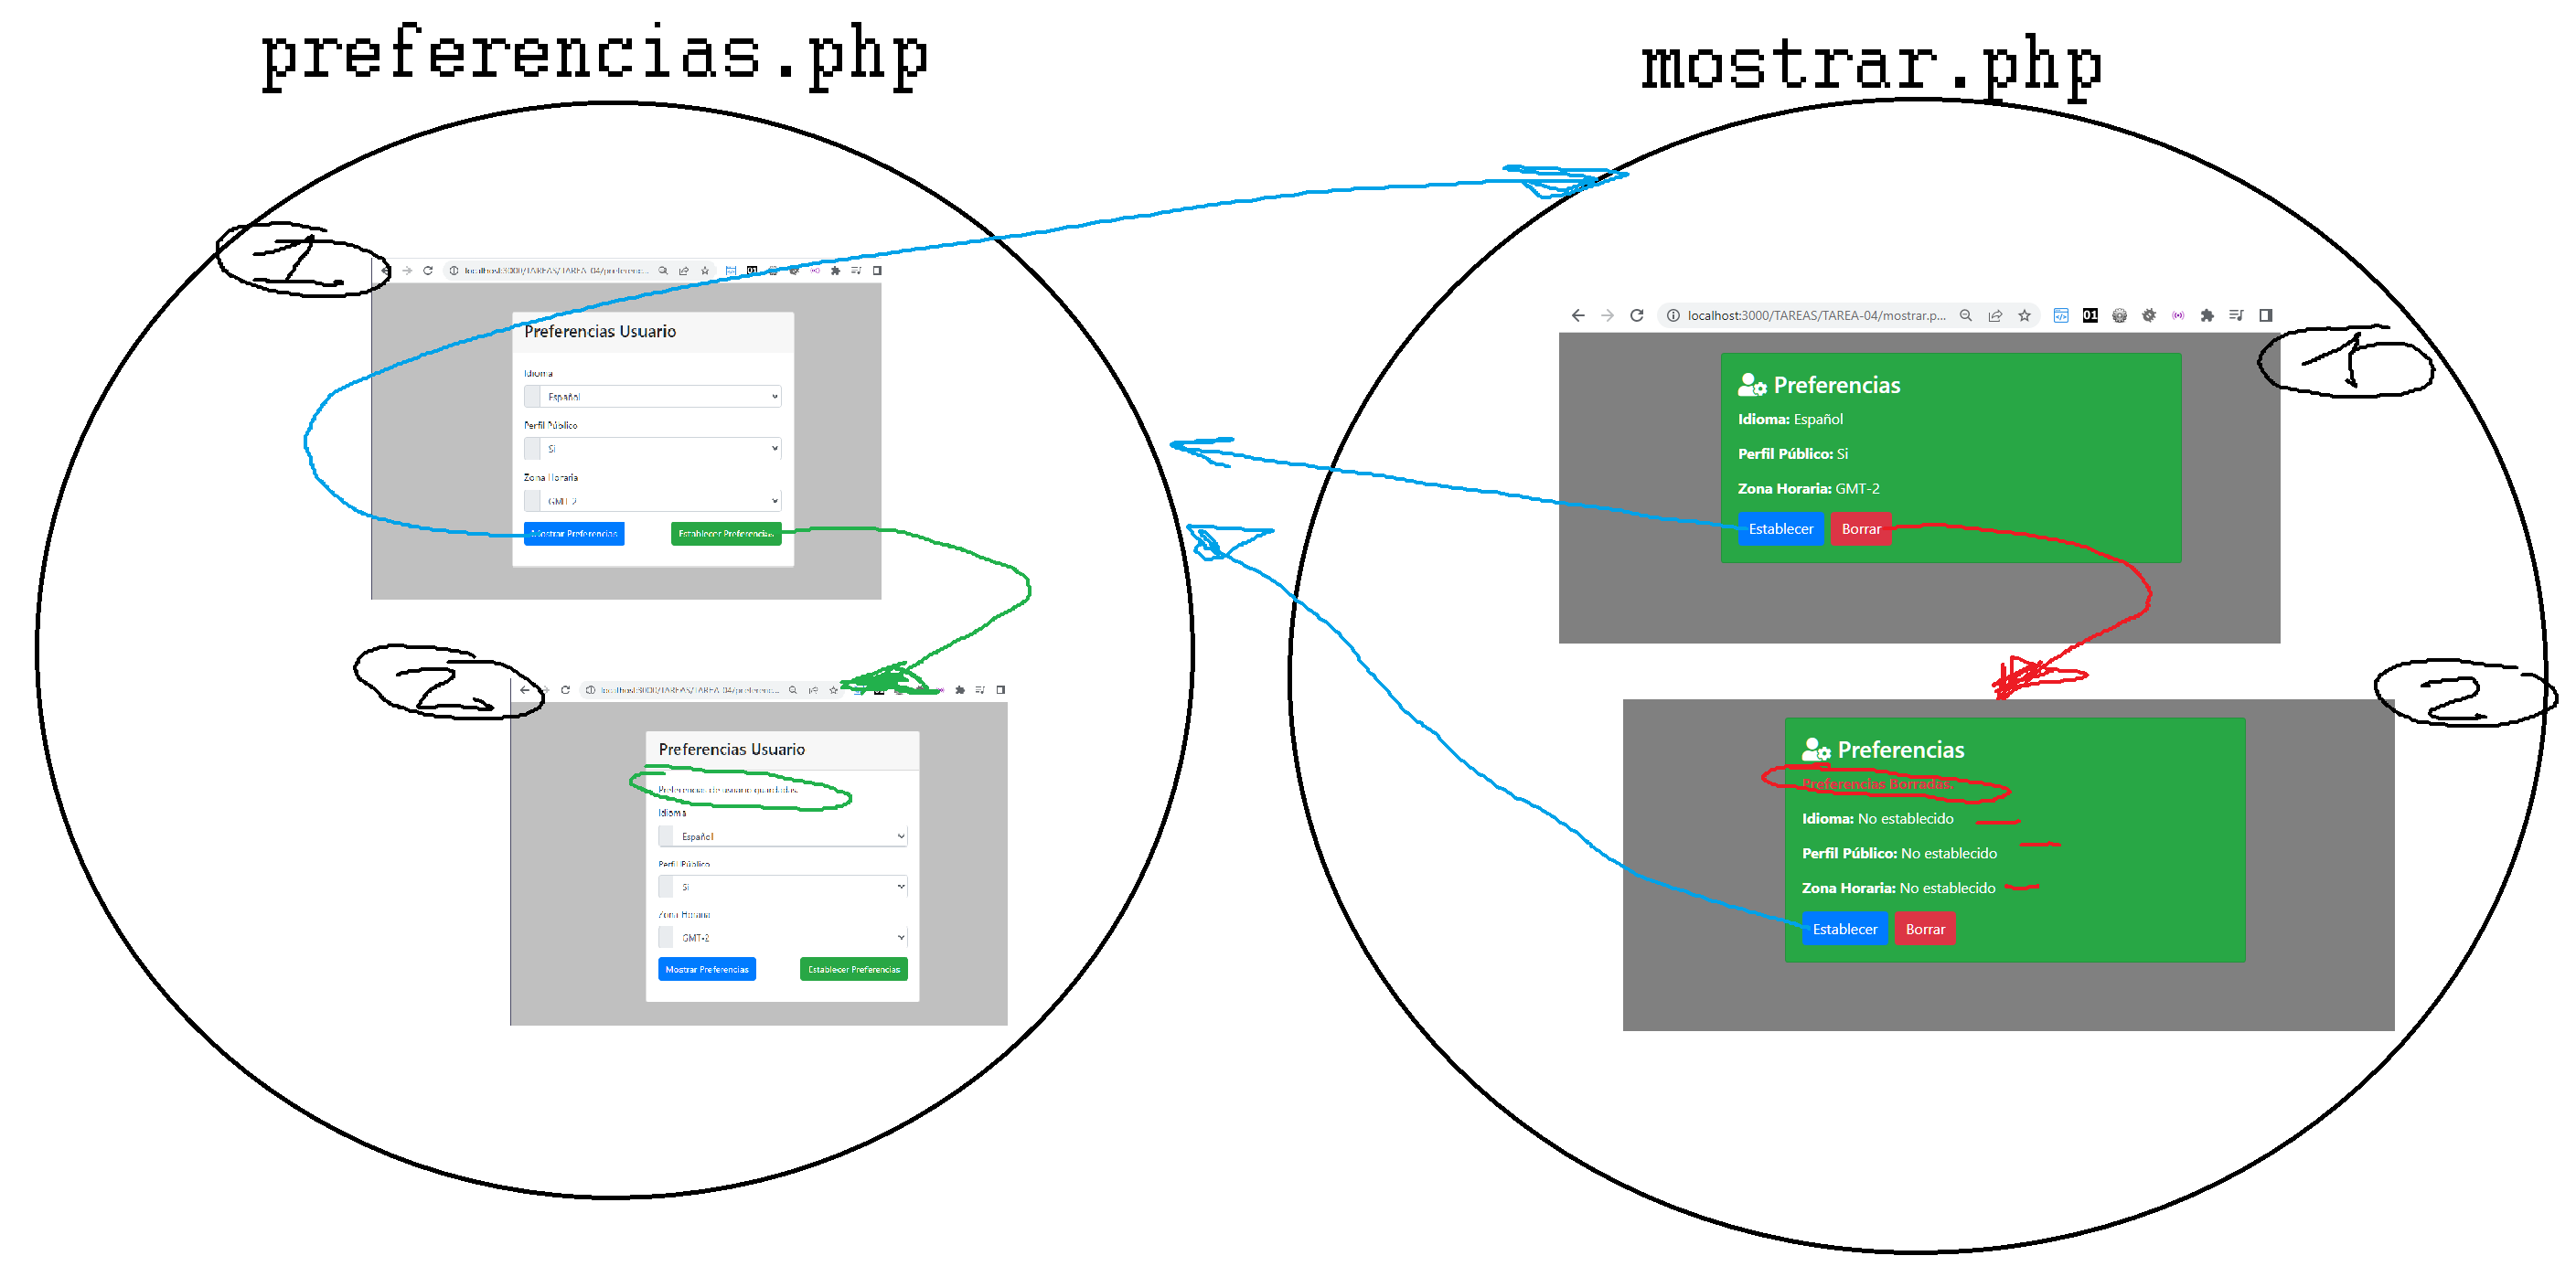 preferencias.php
1
localhost:3000/TAREAS/TAREA-04/preferenc...
01
Preferencias Usuario
Idioma
Español
Perfil Público
Si
Zona Horaria
GMT-2
Mostrar Preferencias
Establecer Preferencias
2
localhost:3000/TAREAS/TAREA-04/preferenc...
Preferencias Usuario
Preferencias de usuario guardadas.
Idioma
Español
Perfil Público
Si
Zona Horaria
GMT-2
Mostrar Preferencias
Establecer Preferencias
mostrar.php
1
localhost:3000/TAREAS/TAREA-04/mostrar.p...
01
Preferencias
Idioma: Español
Perfil Público: Si
Zona Horaria: GMT-2
Establecer
Borrar
2
Preferencias
Preferencias Borradas.
Idioma: No establecido
Perfil Público: No establecido
Zona Horaria: No establecido
Establecer
Borrar